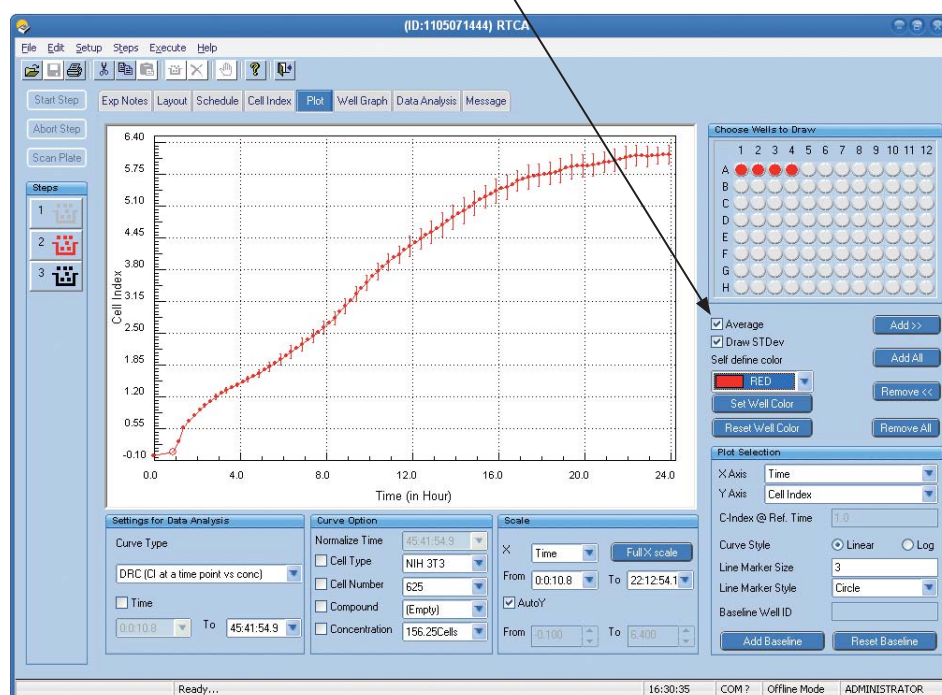 (ID:1105071444) RTCA
File Edit Setup Steps Execute Help
Start Step
Abort Step
Scan Plate
Steps
1
2
3
Exp Notes Layout Schedule Cell Index Plot Well Graph Data Analysis Message
6.40
5.75
5.10
4.45
3.80
3.15
2.50
1.85
1.20
0.55
-0.10
Cell Index
0.0 4.0 8.0 12.0 16.0 20.0 24.0
Time (in Hour)
Choose Wells to Draw
1 2 3 4 5 6 7 8 9 10 11 12
A
B
C
D
E
F
G
H
Average
Add >>
Draw STDev
Self define color
Add All
RED
Remove <<
Set Well Color
Reset Well Color
Remove All
Plot Selection
X Axis Time
Y Axis Cell Index
C-Index @ Ref. Time 1.0
Curve Style Linear Log
Line Marker Size 3
Line Marker Style Circle
Baseline Well ID
Add Baseline Reset Baseline
Settings for Data Analysis
Curve Type
DRC (CI at a time point vs conc)
Time
0:0:10.8 To 45:41:54.9
Curve Option
Normalize Time 45:41:54.9
Cell Type NIH 3T3
Cell Number 625
Compound (Empty)
Concentration 156.25Cells
Scale
X Time Full X scale
From 0:0:10.8 To 22:12:54.1
AutoY
From -0.100 To 6.400
Ready... 16:30:35 COM ? Offline Mode ADMINISTRATOR